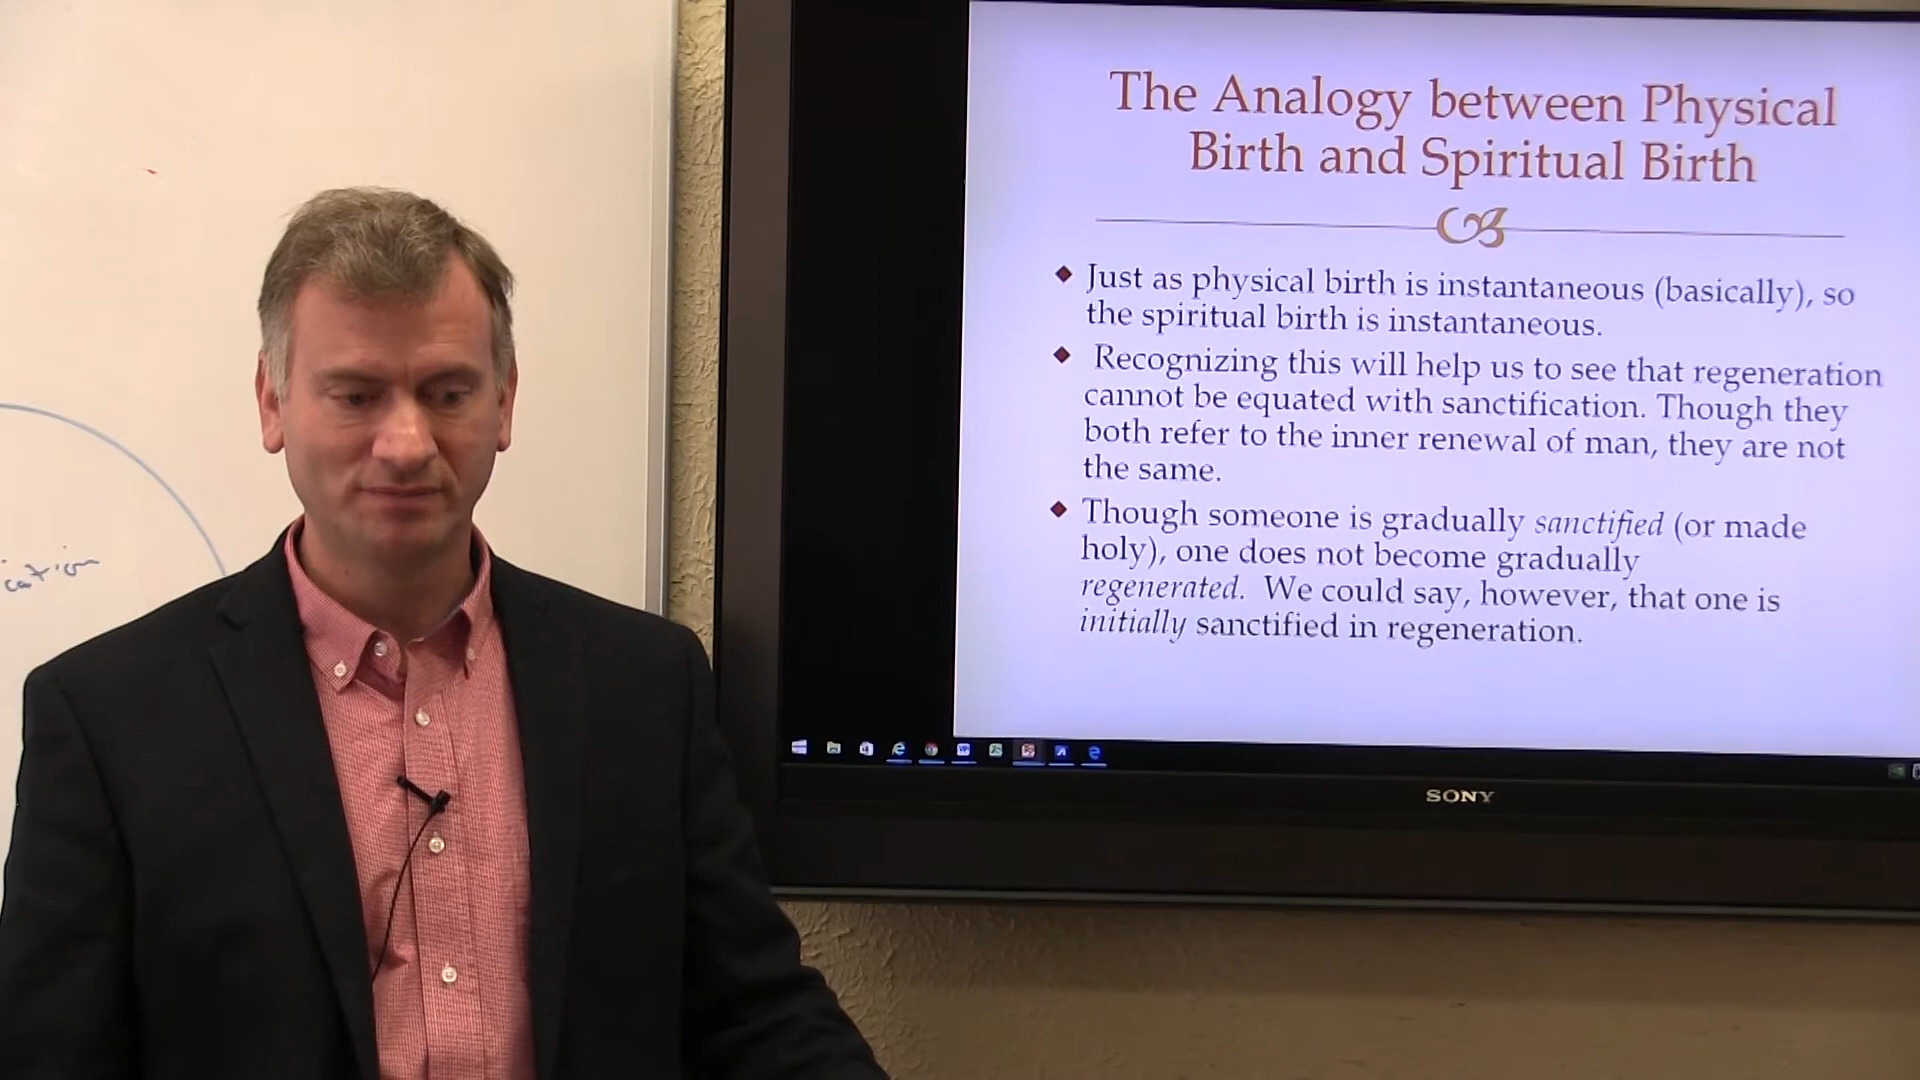 The Analogy between Physical
Birth and Spiritual Birth
Just as physical birth is instantaneous (basically), so
the spiritual birth is instantaneous.
Recognizing this will help us to see that regeneration
cannot be equated with sanctification. Though they
both refer to the inner renewal of man, they are not
the same.
Though someone is gradually sanctified (or made
holy), one does not become gradually
regenerated. We could say, however, that one is
initially sanctified in regeneration.
SONY
cation